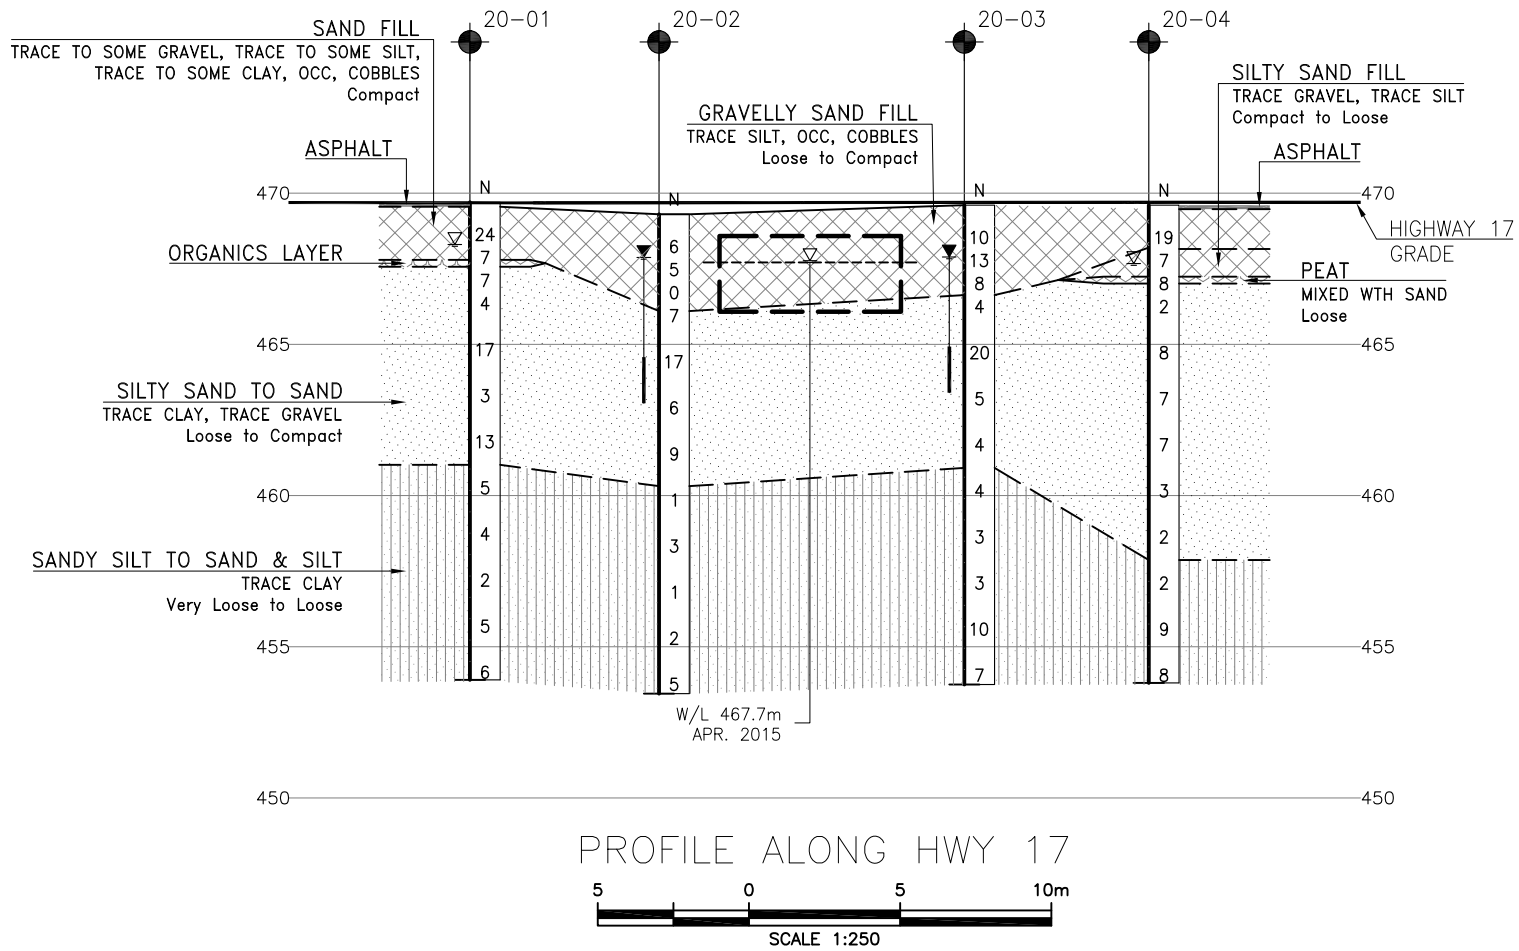 20-01
20-02
20-03
20-04
SAND FILL
TRACE TO SOME GRAVEL, TRACE TO SOME SILT,
TRACE TO SOME CLAY, OCC, COBBLES
Compact
ASPHALT
GRAVELLY SAND FILL
TRACE SILT, OCC, COBBLES
Loose to Compact
SILTY SAND FILL
TRACE GRAVEL, TRACE SILT
Compact to Loose
ASPHALT
470
470
HIGHWAY 17
GRADE
ORGANICS LAYER
PEAT
MIXED WTH SAND
Loose
465
465
SILTY SAND TO SAND
TRACE CLAY, TRACE GRAVEL
Loose to Compact
460
460
SANDY SILT TO SAND & SILT
TRACE CLAY
Very Loose to Loose
455
455
N
24
7
7
4
17
3
13
5
4
2
5
6
N
6
5
0
7
17
6
9
1
3
1
2
5
N
10
13
8
4
20
5
4
4
3
3
10
7
N
19
7
8
2
8
7
7
3
2
2
9
8
W/L 467.7m
APR. 2015
450
450
PROFILE ALONG HWY 17
5 0 5 10m
SCALE 1:250